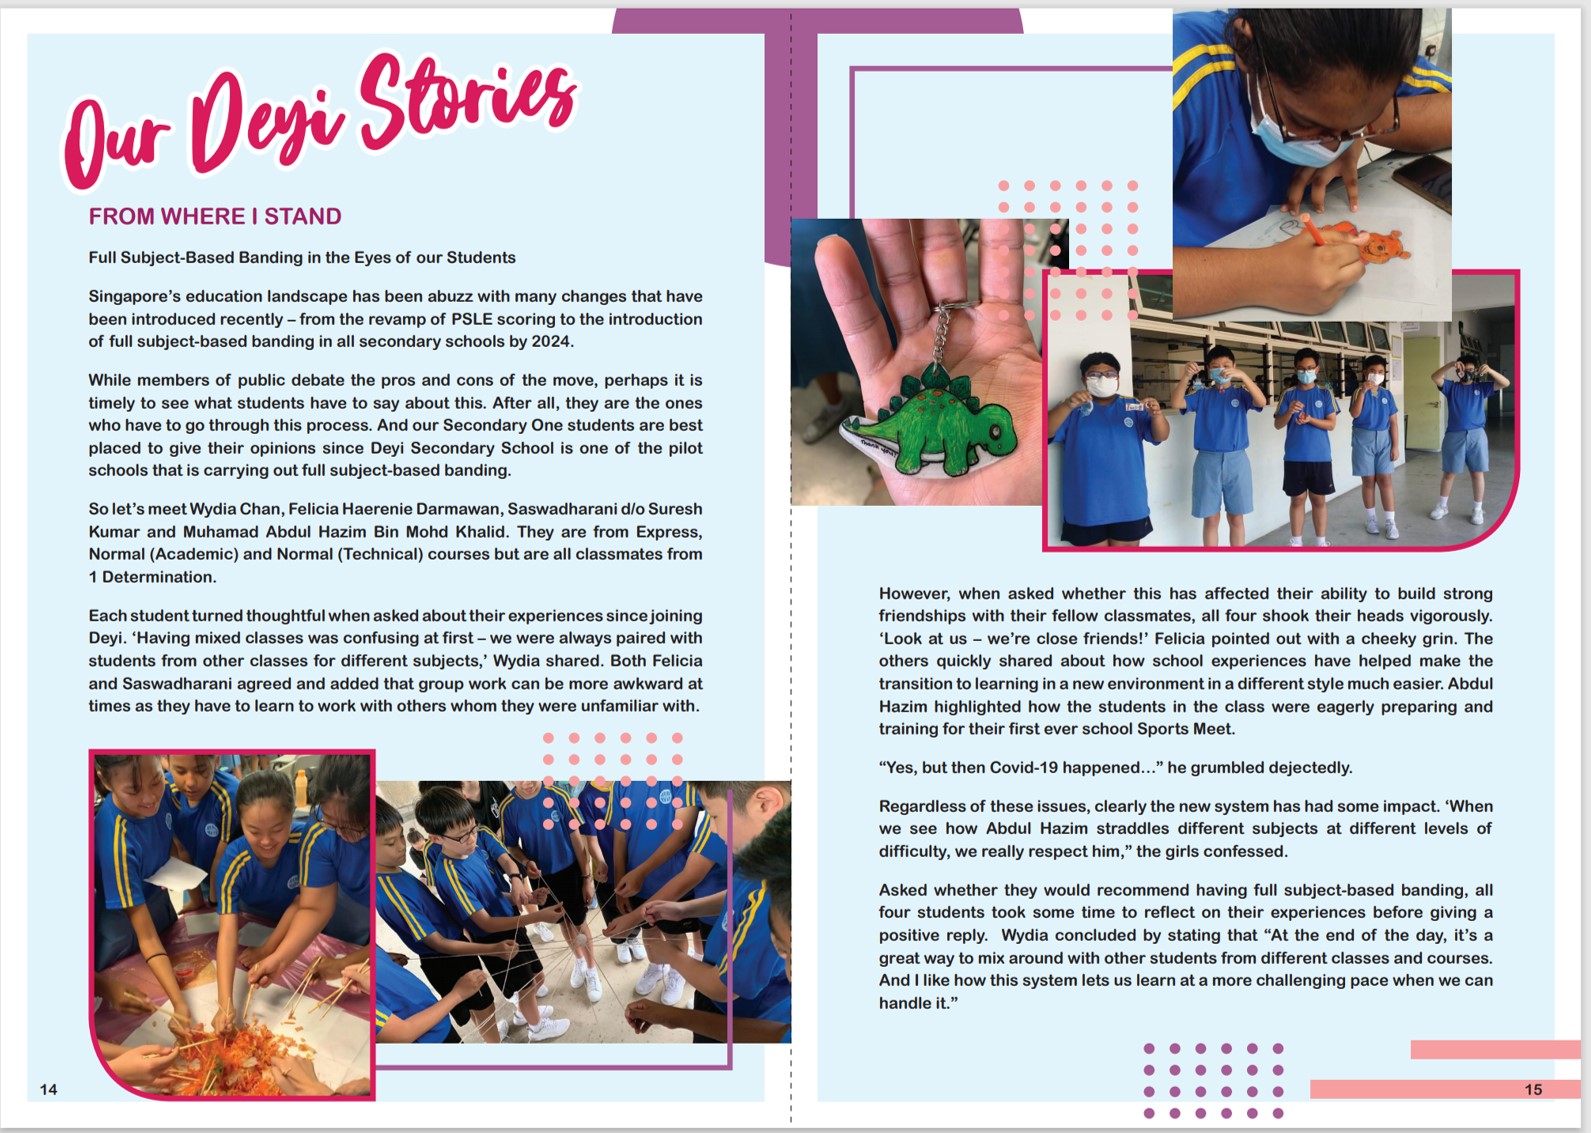 Our Deyi Stories
FROM WHERE I STAND
Full Subject-Based Banding in the Eyes of our Students
Singapore’s education landscape has been abuzz with many changes that have
been introduced recently – from the revamp of PSLE scoring to the introduction
of full subject-based banding in all secondary schools by 2024.
While members of public debate the pros and cons of the move, perhaps it is
timely to see what students have to say about this. After all, they are the ones
who have to go through this process. And our Secondary One students are best
placed to give their opinions since Deyi Secondary School is one of the pilot
schools that is carrying out full subject-based banding.
So let’s meet Wydia Chan, Felicia Haerenie Darmawan, Saswadharani d/o Suresh
Kumar and Muhamad Abdul Hazim Bin Mohd Khalid. They are from Express,
Normal (Academic) and Normal (Technical) courses but are all classmates from
1 Determination.
Each student turned thoughtful when asked about their experiences since joining
Deyi. ‘Having mixed classes was confusing at first – we were always paired with
students from other classes for different subjects,’ Wydia shared. Both Felicia
and Saswadharani agreed and added that group work can be more awkward at
times as they have to learn to work with others whom they were unfamiliar with.
14
Thank you!
However, when asked whether this has affected their ability to build strong
friendships with their fellow classmates, all four shook their heads vigorously.
‘Look at us – we’re close friends!’ Felicia pointed out with a cheeky grin. The
others quickly shared about how school experiences have helped make the
transition to learning in a new environment in a different style much easier. Abdul
Hazim highlighted how the students in the class were eagerly preparing and
training for their first ever school Sports Meet.
“Yes, but then Covid-19 happened…” he grumbled dejectedly.
Regardless of these issues, clearly the new system has had some impact. ‘When
we see how Abdul Hazim straddles different subjects at different levels of
difficulty, we really respect him,” the girls confessed.
Asked whether they would recommend having full subject-based banding, all
four students took some time to reflect on their experiences before giving a
positive reply.  Wydia concluded by stating that “At the end of the day, it’s a
great way to mix around with other students from different classes and courses.
And I like how this system lets us learn at a more challenging pace when we can
handle it.”
15